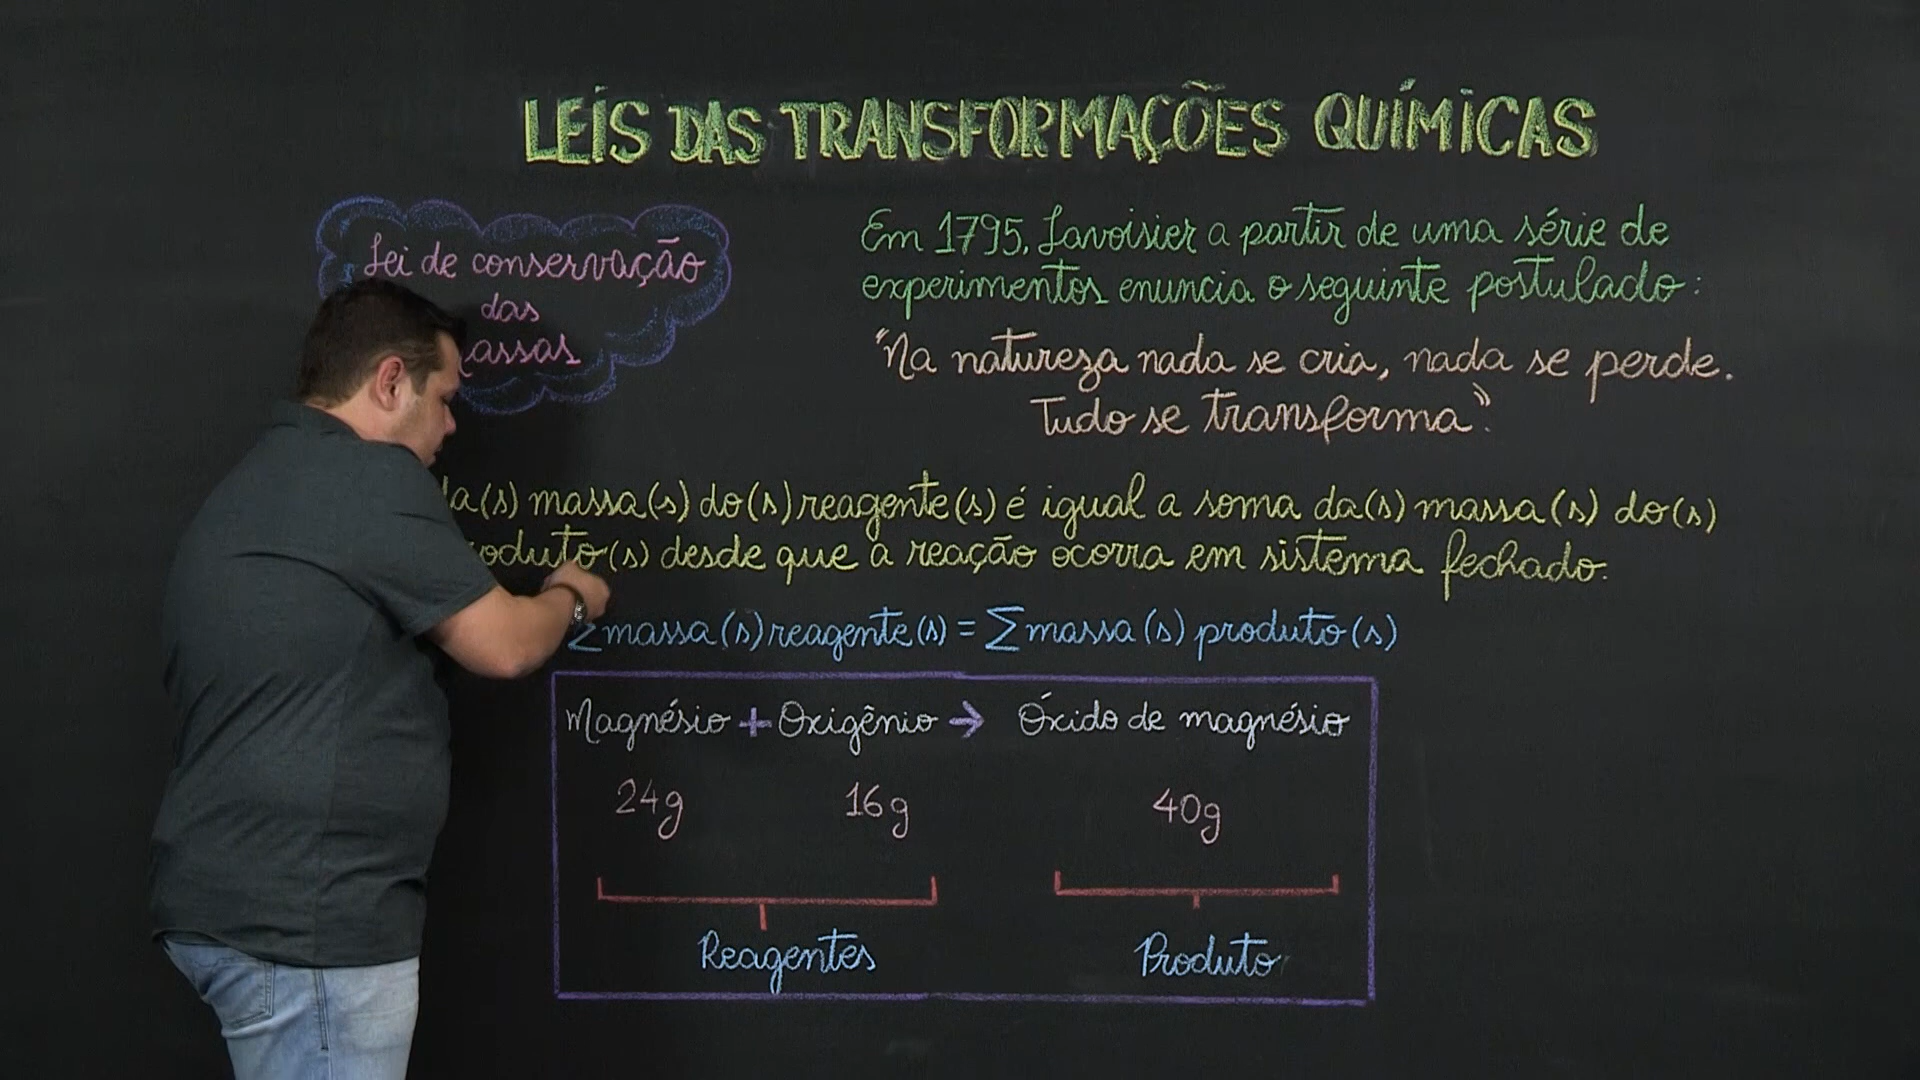 LEIS DAS TRANSFORMAÇÕES QUÍMICAS
Lei de conservação
das
assas
Em 1795, Lavoisier a partir de uma série de
experimentos enuncia o seguinte postulado:
"Na natureza nada se cria, nada se perde.
Tudo se transforma".
da(s) massa(s) do(s) reagente(s) é igual a soma da(s) massa(s) do(s)
oduto(s) desde que a reação ocorra em sistema fechado.
∑massa(s) reagente(s) = ∑massa(s) produto(s)
Magnésio + Oxigênio → Óxido de magnésio
24g 16g 40g
Reagentes Produto